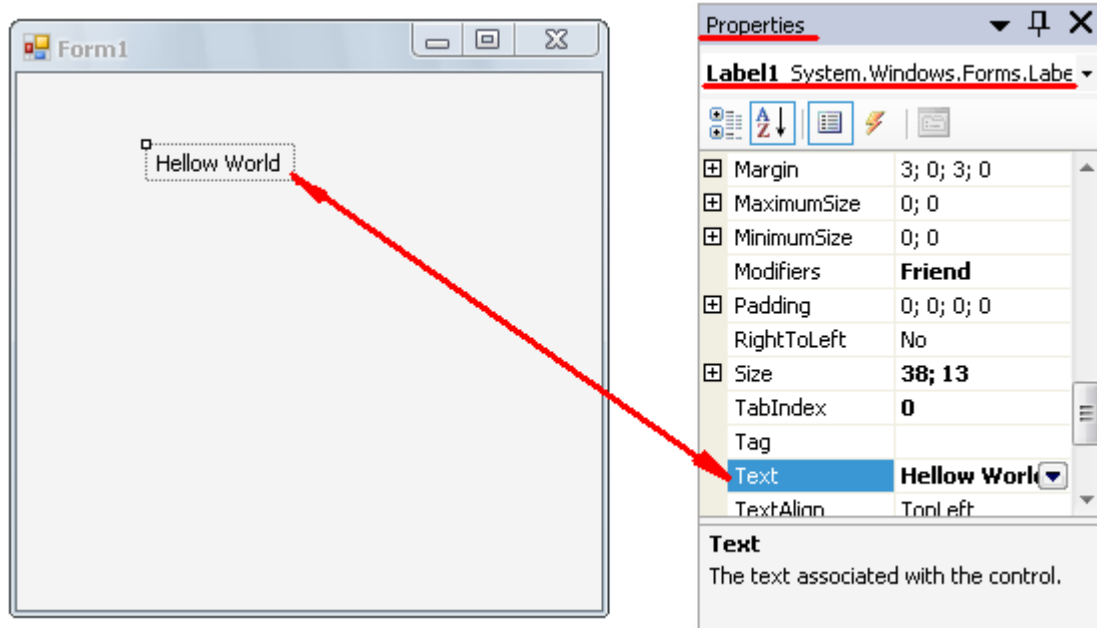 Form1
Hellow World
Properties
Label1 System.Windows.Forms.Labe
Margin 3; 0; 3; 0
MaximumSize 0; 0
MinimumSize 0; 0
Modifiers Friend
Padding 0; 0; 0; 0
RightToLeft No
Size 38; 13
TabIndex 0
Tag
Text Hellow Worl
TextAlign TopLeft
Text
The text associated with the control.